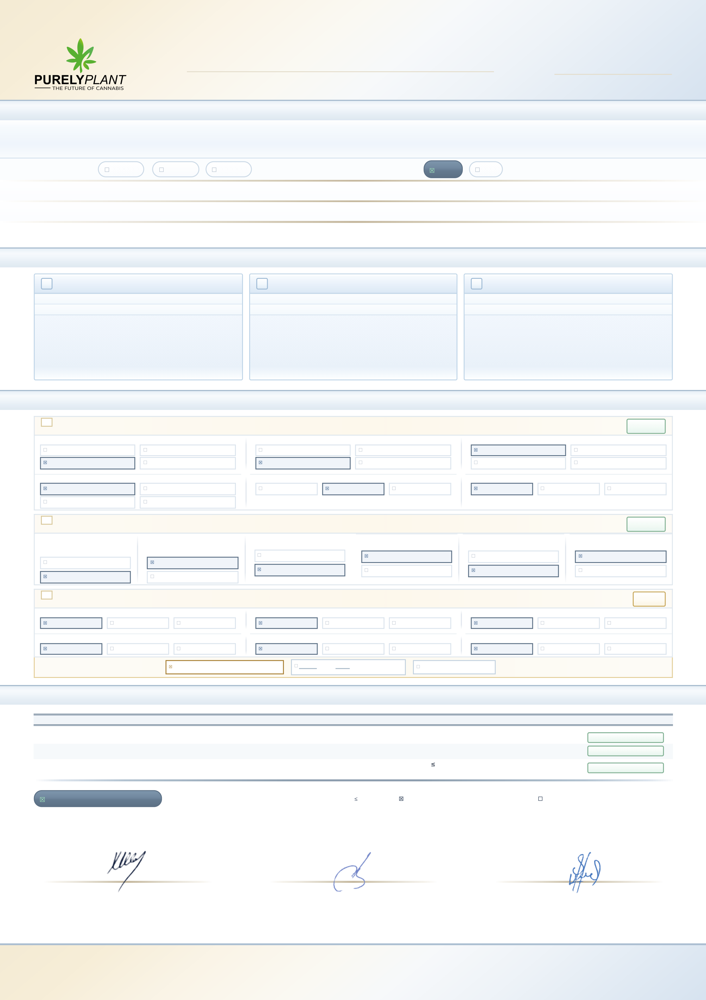 PURELYPLANT
THE FUTURE OF CANNABIS
☐ ☐ ☐ ☒ ☐
☐ ☐ ☐ ☐ ☒ ☐
☒ ☐ ☒ ☐ ☐ ☐
☒ ☐ ☐ ☒ ☐ ☒ ☐ ☐
☐ ☐
☐ ☒ ☐ ☒ ☐ ☒
☒ ☐ ☒ ☐ ☒ ☐
☒ ☐ ☐ ☒ ☐ ☐ ☒ ☐ ☐
☒ ☐ ☐ ☒ ☐ ☐ ☒ ☐ ☐
☒ ☐ ☐
≤
☒ ≤ ☒ ☐